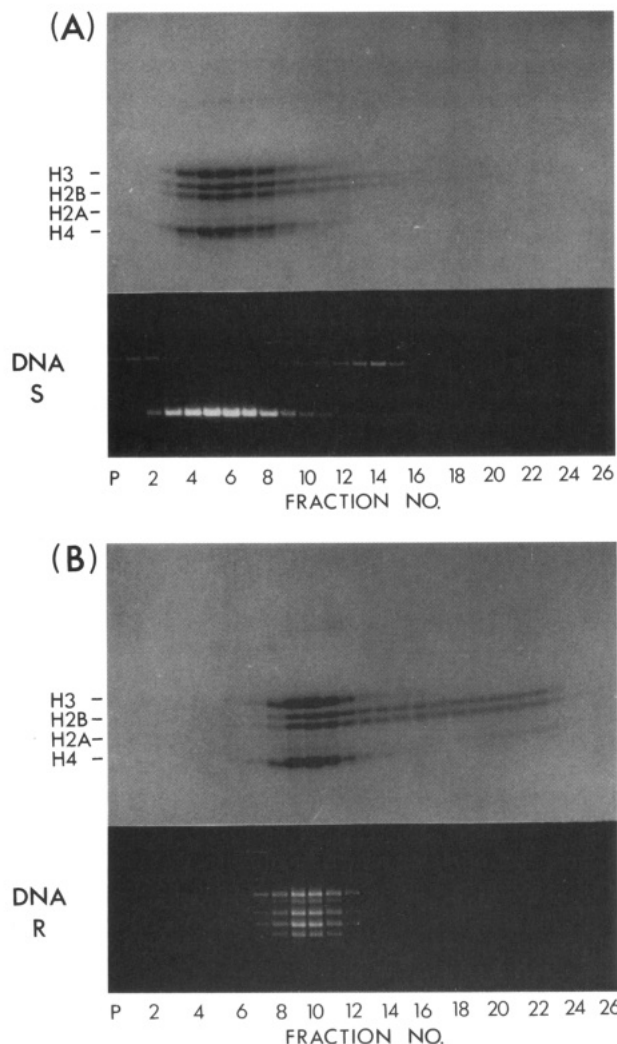 (A)
H3 –
H2B –
H2A –
H4 –
DNA
S
P 2 4 6 8 10 12 14 16 18 20 22 24 26
FRACTION NO.
(B)
H3 –
H2B –
H2A –
H4 –
DNA
R
P 2 4 6 8 10 12 14 16 18 20 22 24 26
FRACTION NO.